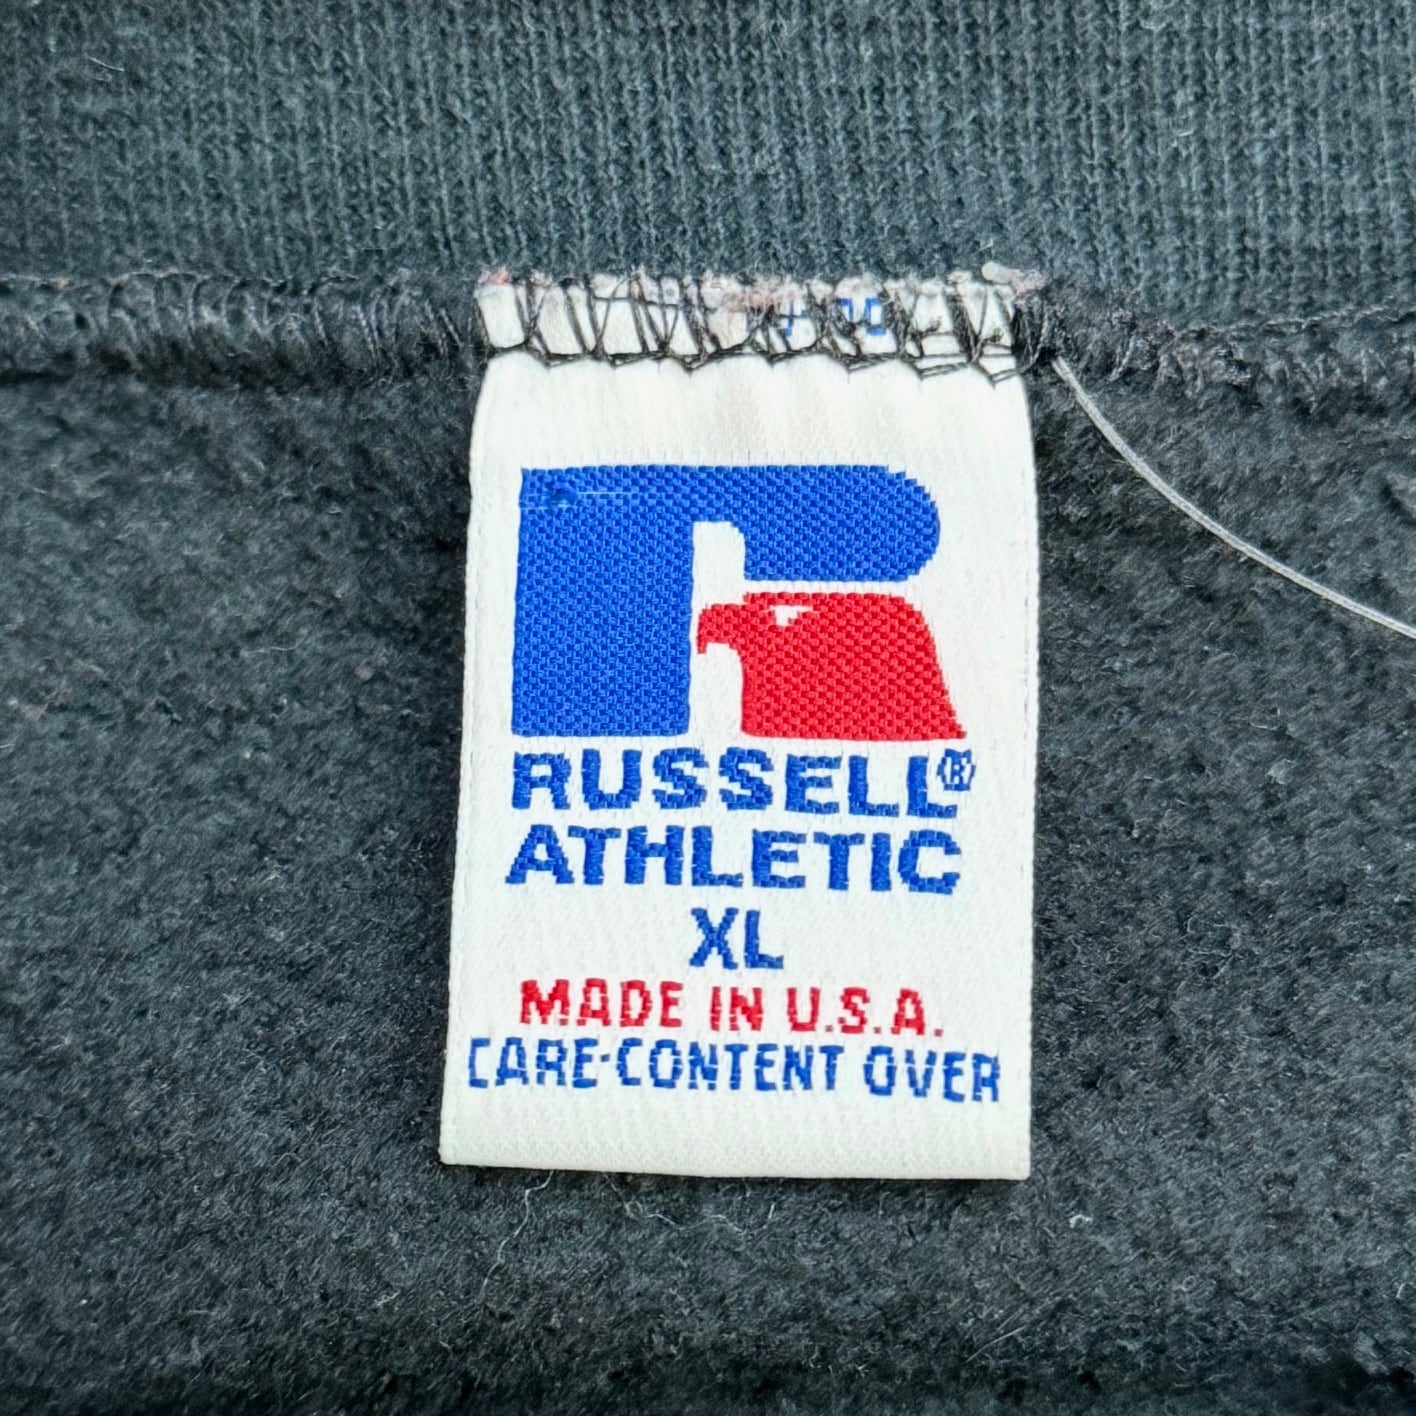 RUSSELL®
ATHLETIC
XL
MADE IN U.S.A.
CARE·CONTENT OVER